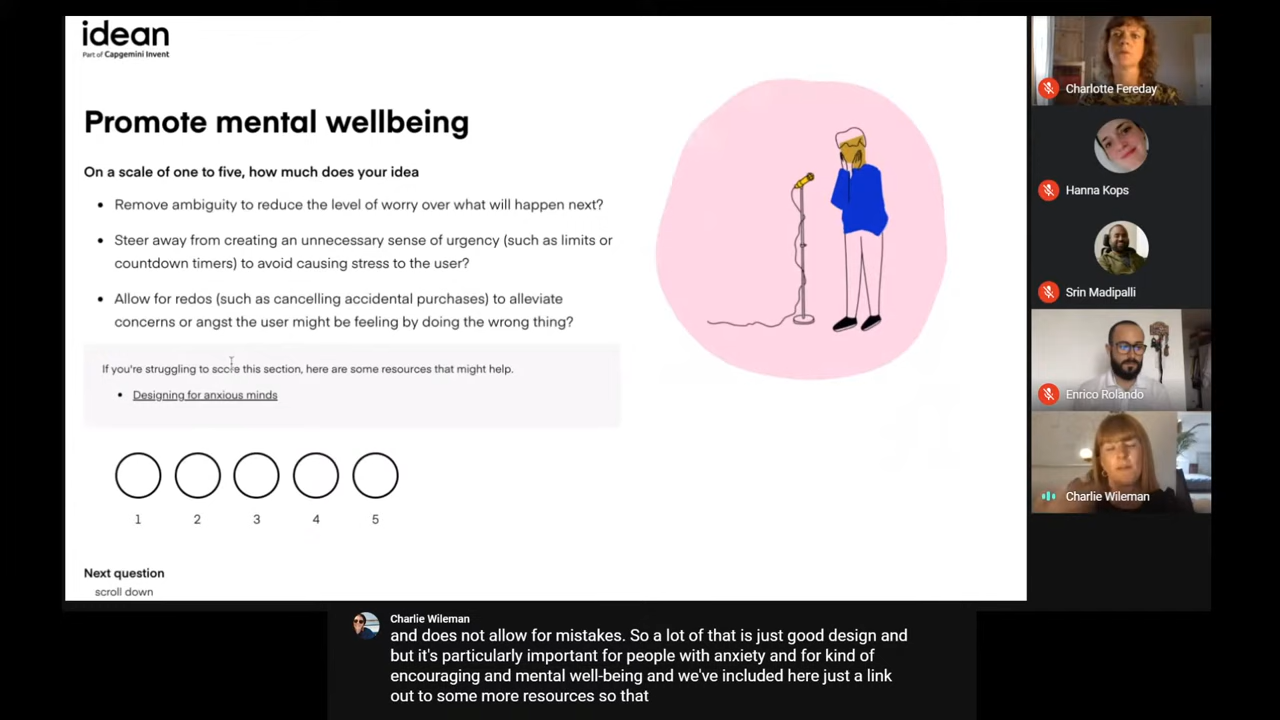 idean
Part of Capgemini Invent
Promote mental wellbeing
On a scale of one to five, how much does your idea
• Remove ambiguity to reduce the level of worry over what will happen next?
• Steer away from creating an unnecessary sense of urgency (such as limits or
countdown timers) to avoid causing stress to the user?
• Allow for redos (such as cancelling accidental purchases) to alleviate
concerns or angst the user might be feeling by doing the wrong thing?
If you're struggling to score this section, here are some resources that might help.
• Designing for anxious minds
1 2 3 4 5
Next question
scroll down
Charlotte Fereday
Hanna Kops
Srin Madipalli
Enrico Rolando
Charlie Wileman
Charlie Wileman
and does not allow for mistakes. So a lot of that is just good design and
but it's particularly important for people with anxiety and for kind of
encouraging and mental well-being and we've included here just a link
out to some more resources so that